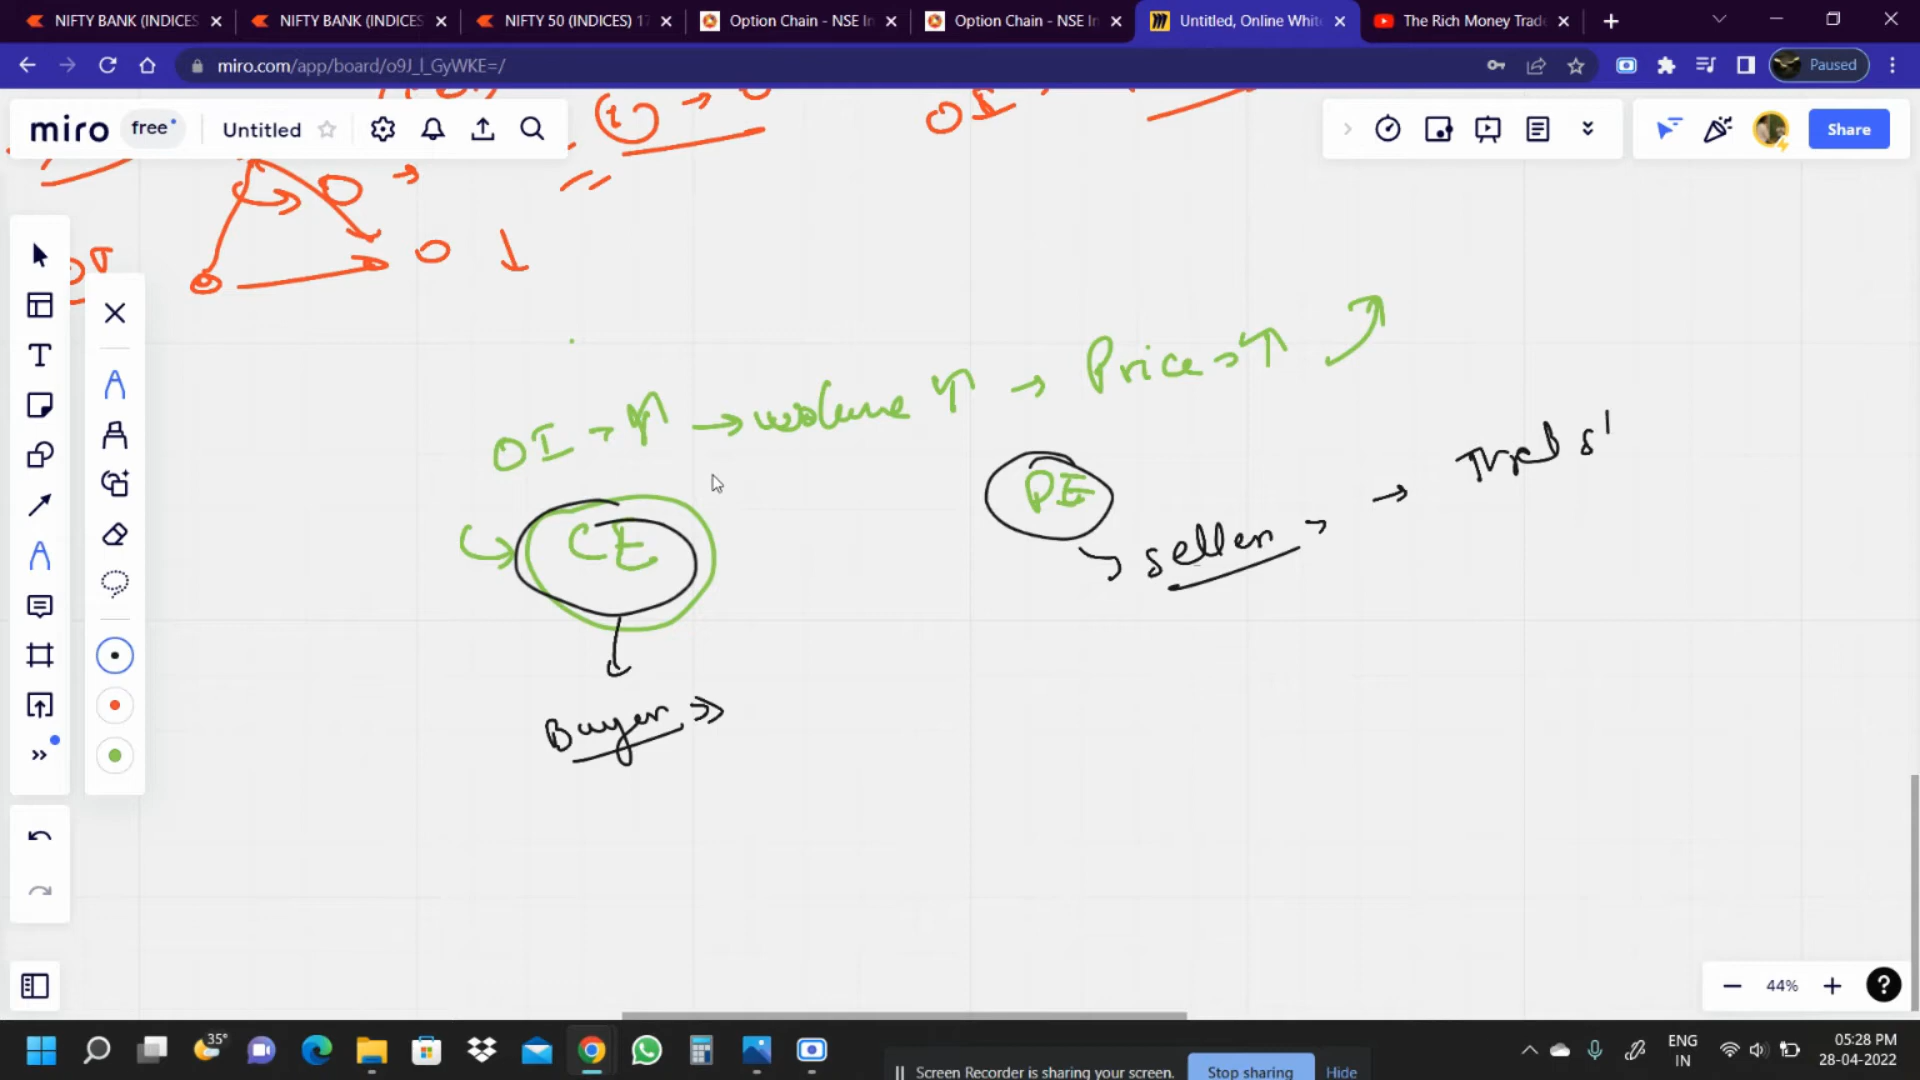 NIFTY BANK (INDICES
NIFTY BANK (INDICES
NIFTY 50 (INDICES) 17
Option Chain - NSE In
Option Chain - NSE In
Untitled, Online Whit
The Rich Money Trade
miro.com/app/board/o9J_l_GyWKE=/
Paused
miro
free
Untitled
Share
OI
OI → ↑ → volume ↑ → Price → ↑
CE
PE
→ seller →
Buyer >>
44%
35°
ENG
IN
05:28 PM
28-04-2022
Screen Recorder is sharing your screen.
Stop sharing
Hide